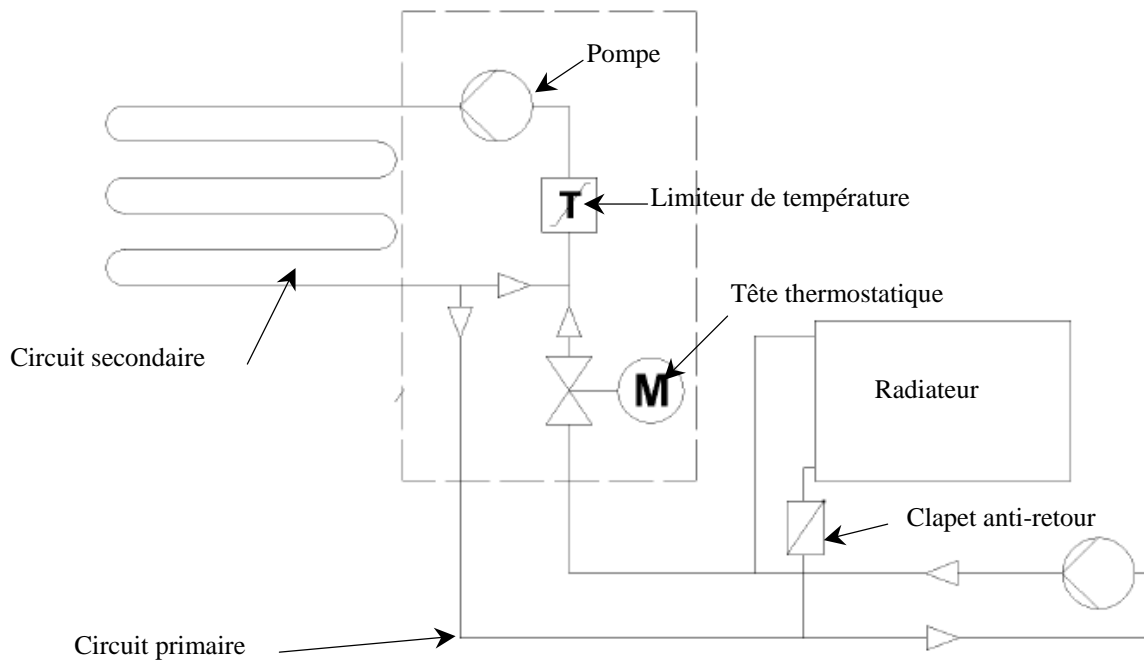 Pompe
T
Limiteur de température
Tête thermostatique
Circuit secondaire
M
Radiateur
Clapet anti-retour
Circuit primaire